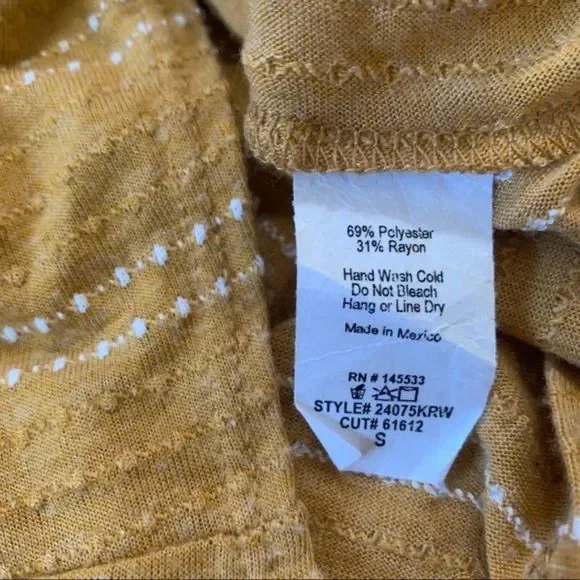 69% Polyester
31% Rayon
Hand Wash Cold
Do Not Bleach
Hang or Line Dry
Made in Mexico
RN # 145533
STYLE# 24075KRW
CUT# 61612
S